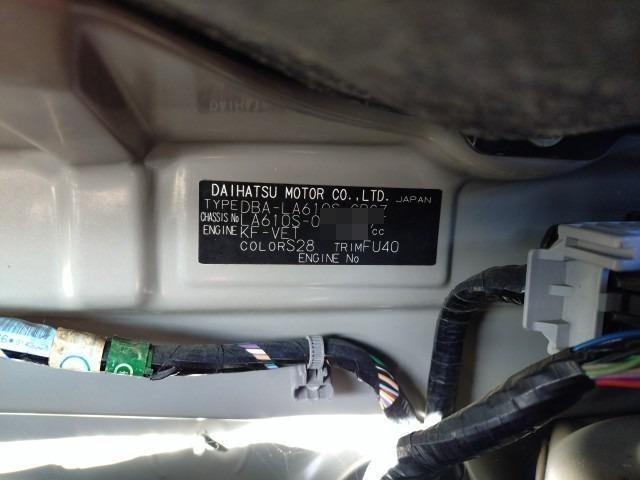 DAIHATSU MOTOR CO.,LTD. JAPAN
TYPE DBA-LA610S-
CHASSIS No LA610S-0
ENGINE KF-VET cc
COLOR S28 TRIM FU40
ENGINE No